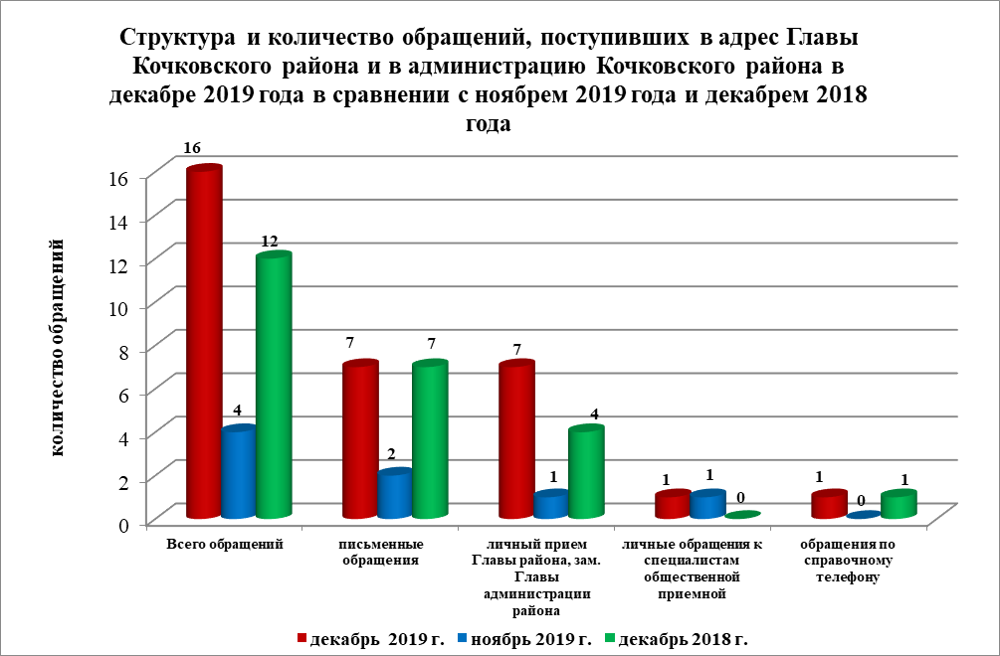 Структура и количество обращений, поступивших в адрес Главы
Кочковского района и в администрацию Кочковского района в
декабре 2019 года в сравнении с ноябрем 2019 года и декабрем 2018
года
количество обращений
16
14
12
10
8
6
4
2
0
16
4
12
7
2
7
7
1
4
1
1
0
1
0
1
Всего обращений
письменные
обращения
личный прием
Главы района, зам.
Главы
администрации
района
личные обращения к
специалистам
общественной
приемной
обращения по
справочному
телефону
декабрь 2019 г.
ноябрь 2019 г.
декабрь 2018 г.